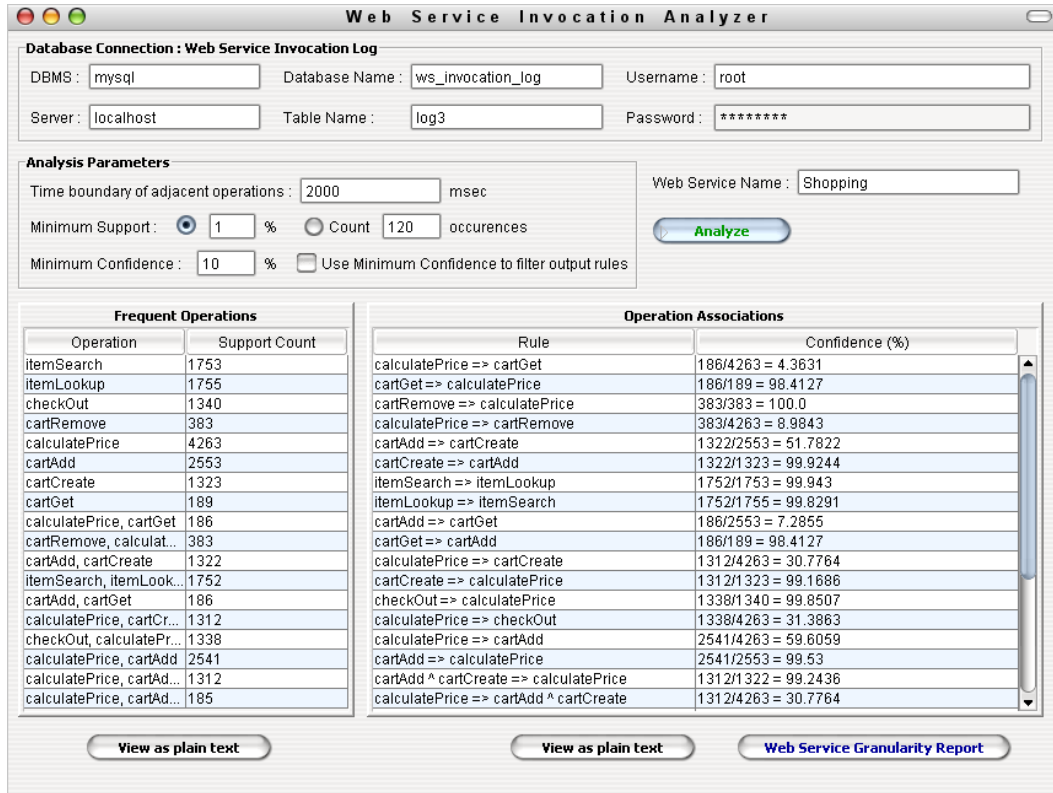 Web Service Invocation Analyzer
Database Connection : Web Service Invocation Log
DBMS : mysql Database Name : ws_invocation_log Username : root
Server : localhost Table Name : log3 Password : ********
Analysis Parameters
Time boundary of adjacent operations : 2000 msec Web Service Name : Shopping
Minimum Support : 1 % Count 120 occurences Analyze
Minimum Confidence : 10 % Use Minimum Confidence to filter output rules
Frequent Operations Operation Associations
Operation Support Count Rule Confidence (%)
itemSearch 1753 calculatePrice => cartGet 186/4263 = 4.3631
itemLookup 1755 cartGet => calculatePrice 186/189 = 98.4127
checkOut 1340 cartRemove => calculatePrice 383/383 = 100.0
cartRemove 383 calculatePrice => cartRemove 383/4263 = 8.9843
calculatePrice 4263 cartAdd => cartCreate 1322/2553 = 51.7822
cartAdd 2553 cartCreate => cartAdd 1322/1323 = 99.9244
cartCreate 1323 itemSearch => itemLookup 1752/1753 = 99.943
cartGet 189 itemLookup => itemSearch 1752/1755 = 99.8291
calculatePrice, cartGet 186 cartAdd => cartGet 186/2553 = 7.2855
cartRemove, calculat... 383 cartGet => cartAdd 186/189 = 98.4127
cartAdd, cartCreate 1322 calculatePrice => cartCreate 1312/4263 = 30.7764
itemSearch, itemLook... 1752 cartCreate => calculatePrice 1312/1323 = 99.1686
cartAdd, cartGet 186 checkOut => calculatePrice 1338/1340 = 99.8507
calculatePrice, cartCr... 1312 calculatePrice => checkOut 1338/4263 = 31.3863
checkOut, calculatePr... 1338 calculatePrice => cartAdd 2541/4263 = 59.6059
calculatePrice, cartAdd 2541 cartAdd => calculatePrice 2541/2553 = 99.53
calculatePrice, cartAd... 1312 cartAdd ^ cartCreate => calculatePrice 1312/1322 = 99.2436
calculatePrice, cartAd... 185 calculatePrice => cartAdd ^ cartCreate 1312/4263 = 30.7764
View as plain text View as plain text Web Service Granularity Report